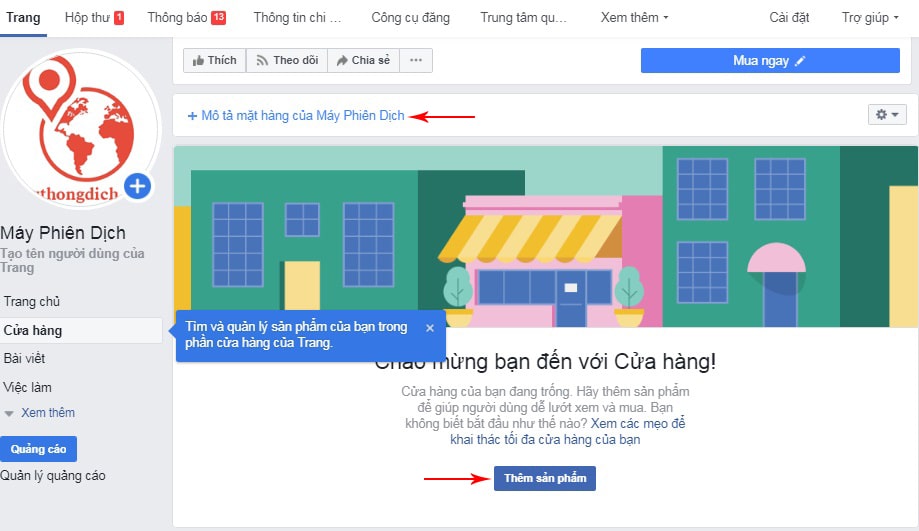 Trang Hộp thư 1 Thông báo 13 Thông tin chi ... Công cụ đăng Trung tâm qu... Xem thêm Cài đặt Trợ giúp
Thích Theo dõi Chia sẻ ... Mua ngay
+ Mô tả mặt hàng của Máy Phiên Dịch
thongdich
Máy Phiên Dịch
Tạo tên người dùng của
Trang
Trang chủ
Cửa hàng
Bài viết
Việc làm
Xem thêm
Quảng cáo
Quản lý quảng cáo
Tìm và quản lý sản phẩm của bạn trong
phần cửa hàng của Trang.
Chào mừng bạn đến với Cửa hàng!
Cửa hàng của bạn đang trống. Hãy thêm sản phẩm
để giúp người dùng dễ lướt xem và mua. Bạn
không biết bắt đầu như thế nào? Xem các mẹo để
khai thác tối đa cửa hàng của bạn
Thêm sản phẩm